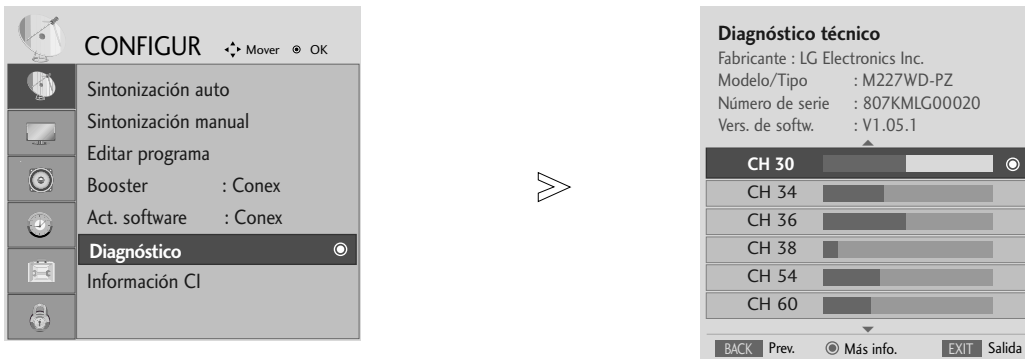 CONFIGUR Mover OK
Sintonización auto
Sintonización manual
Editar programa
Booster : Conex
Act. software : Conex
Diagnóstico
Información CI
Diagnóstico técnico
Fabricante : LG Electronics Inc.
Modelo/Tipo : M227WD-PZ
Número de serie : 807KMLG00020
Vers. de softw. : V1.05.1
CH 30
CH 34
CH 36
CH 38
CH 54
CH 60
BACK Prev. Más info. EXIT Salida